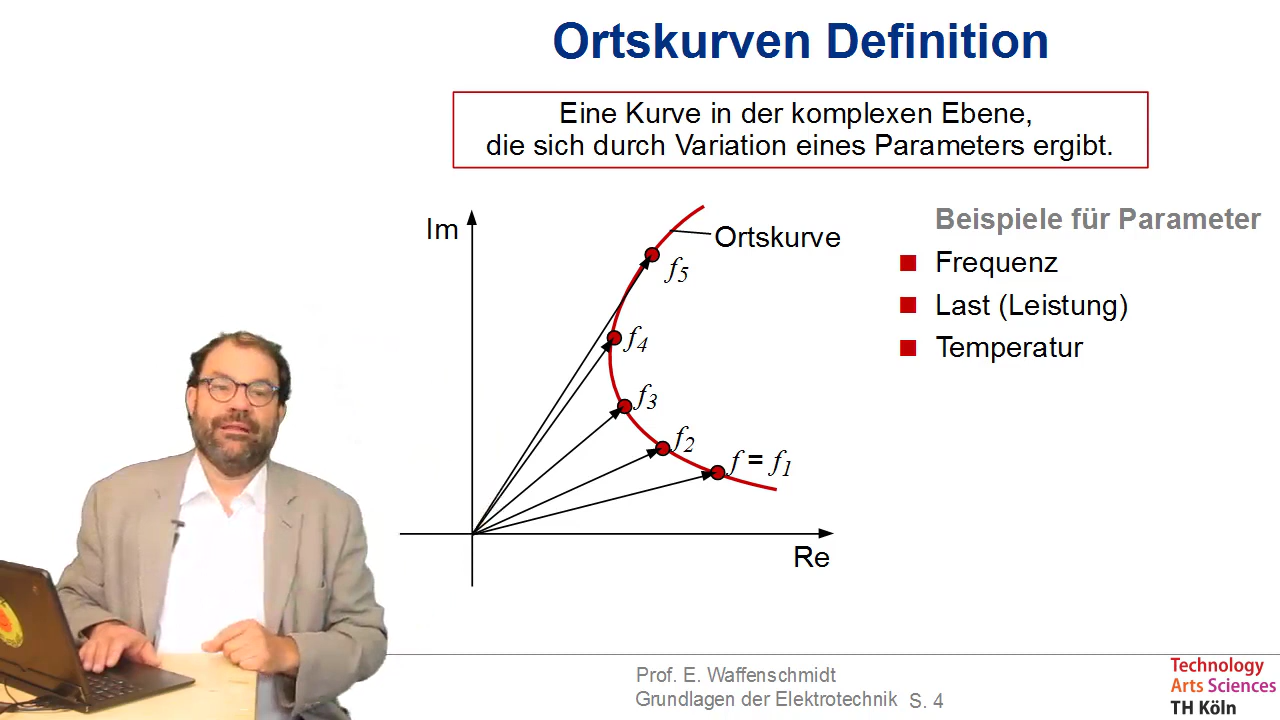 Ortskurven Definition
Eine Kurve in der komplexen Ebene,
die sich durch Variation eines Parameters ergibt.
Im
Ortskurve
f5
f4
f3
f2
f = f1
Re
Beispiele für Parameter
Frequenz
Last (Leistung)
Temperatur
Prof. E. Waffenschmidt
Grundlagen der Elektrotechnik S. 4
Technology
Arts Sciences
TH Köln